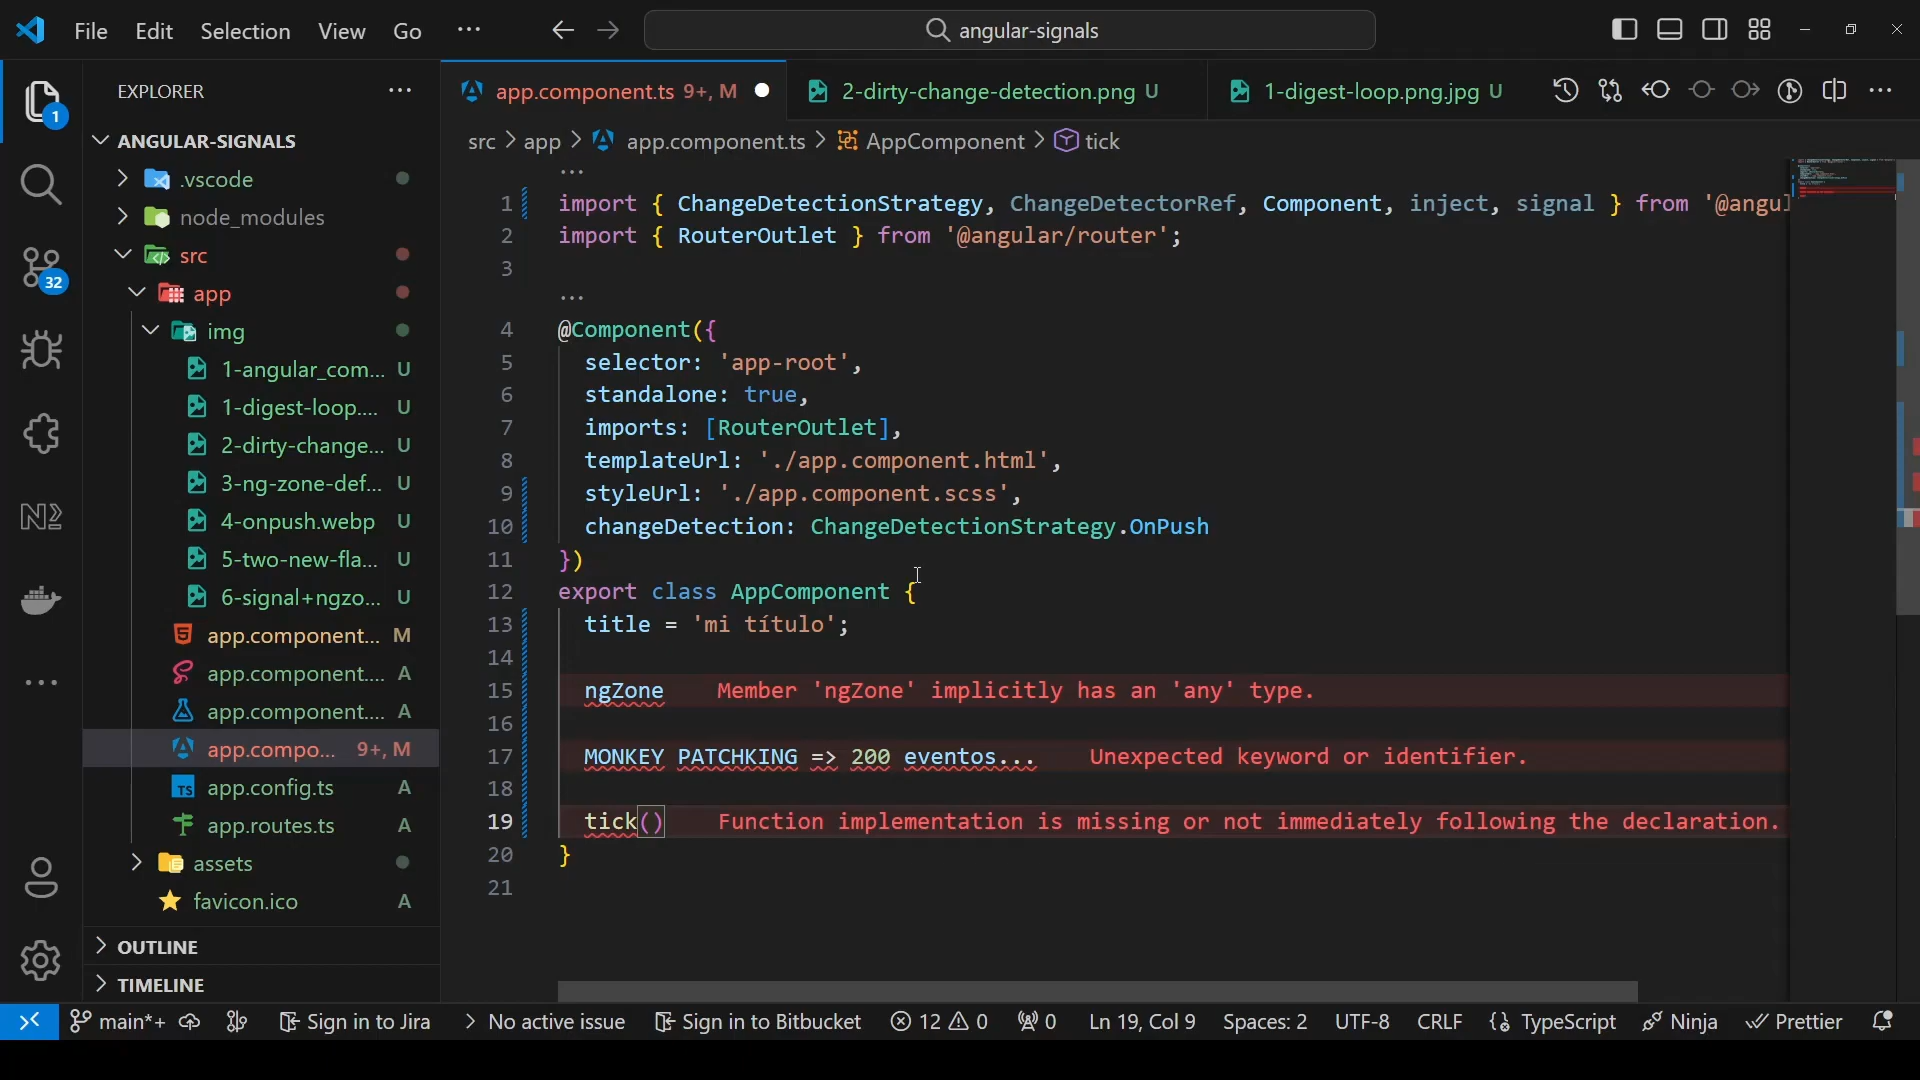 File Edit Selection View Go ... angular-signals
EXPLORER ...
app.component.ts 9+, M 2-dirty-change-detection.png U 1-digest-loop.png.jpg U
src > app > app.component.ts > AppComponent > tick
1
32
ANGULAR-SIGNALS
.vscode
node_modules
src
app
img
1-angular_com... U
1-digest-loop.... U
2-dirty-change... U
3-ng-zone-def... U
4-onpush.webp U
5-two-new-fla... U
6-signal+ngzo... U
app.component... M
app.component.... A
app.component.... A
app.compo... 9+, M
app.config.ts A
app.routes.ts A
assets
favicon.ico A
OUTLINE
TIMELINE
...
1 import { ChangeDetectionStrategy, ChangeDetectorRef, Component, inject, signal } from '@angul
2 import { RouterOutlet } from '@angular/router';
3
...
4 @Component({
5 selector: 'app-root',
6 standalone: true,
7 imports: [RouterOutlet],
8 templateUrl: './app.component.html',
9 styleUrl: './app.component.scss',
10 changeDetection: ChangeDetectionStrategy.OnPush
11 })
12 export class AppComponent {
13 title = 'mi título';
14
15 ngZone Member 'ngZone' implicitly has an 'any' type.
16
17 MONKEY PATCHKING => 200 eventos... Unexpected keyword or identifier.
18
19 tick() Function implementation is missing or not immediately following the declaration.
20 }
21
main*+ Sign in to Jira No active issue Sign in to Bitbucket 12 0 0 Ln 19, Col 9 Spaces: 2 UTF-8 CRLF {} TypeScript Ninja Prettier